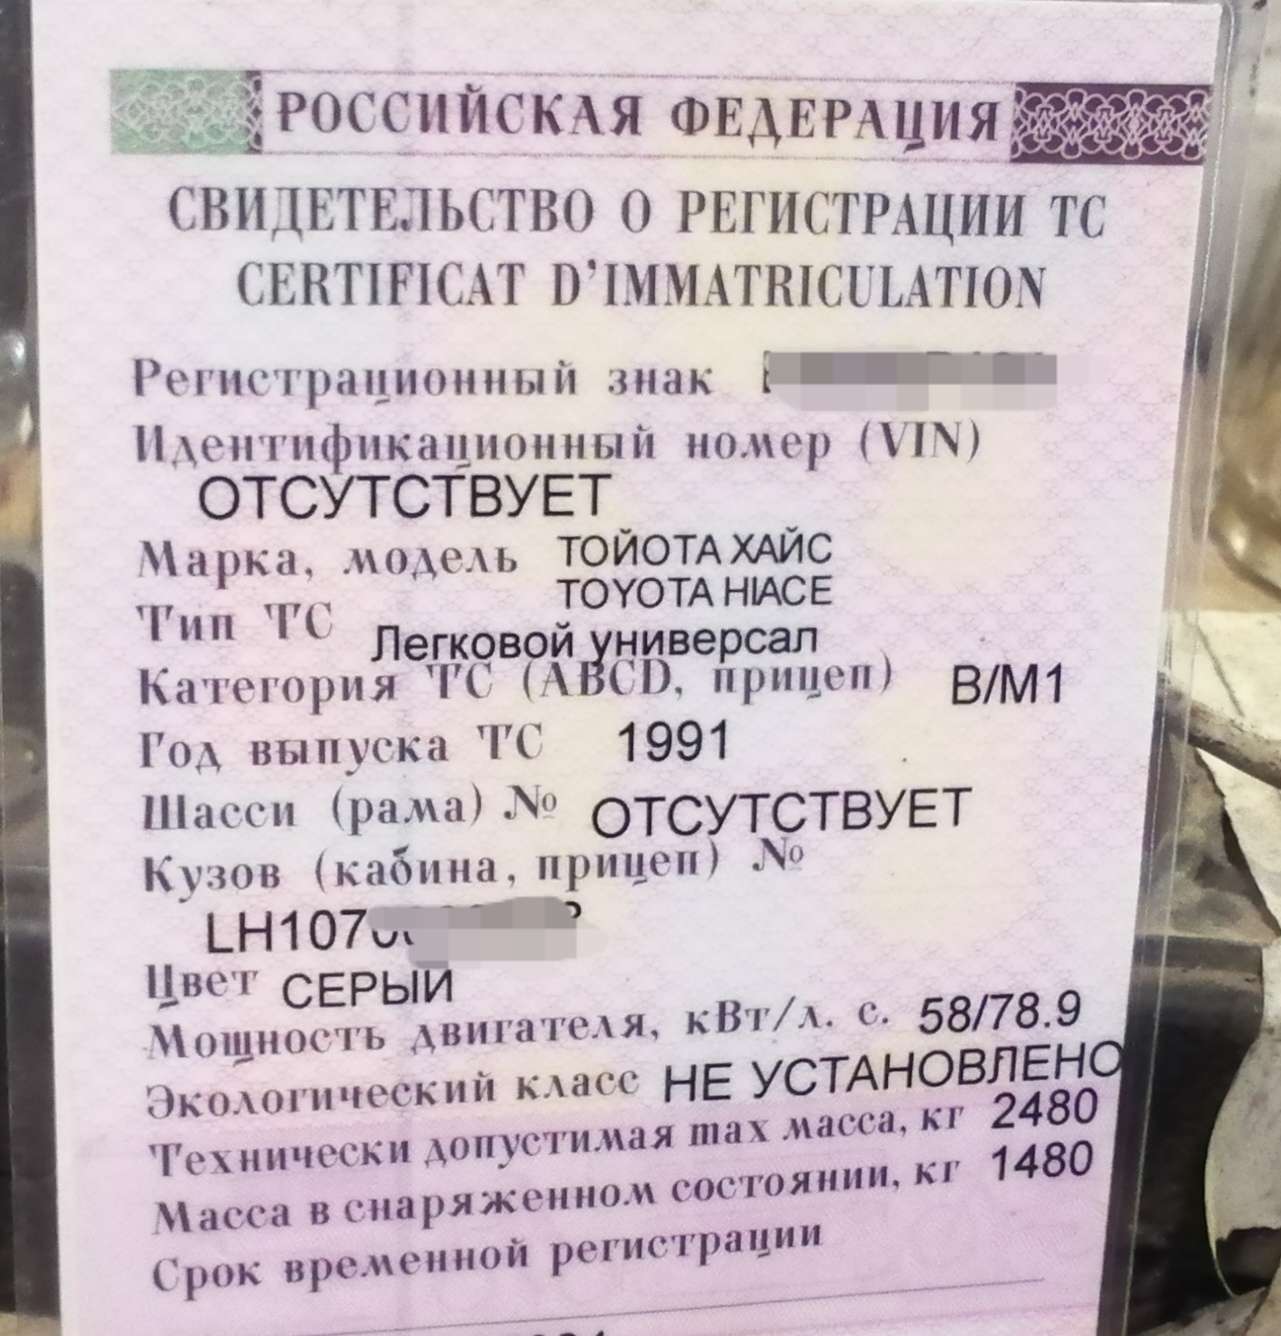 РОССИЙСКАЯ ФЕДЕРАЦИЯ
СВИДЕТЕЛЬСТВО О РЕГИСТРАЦИИ ТС
CERTIFICAT D'IMMATRICULATION
Регистрационный знак
Идентификационный номер (VIN)
ОТСУТСТВУЕТ
Марка, модель ТОЙОТА ХАЙС
TOYOTA HIACE
Тип ТС Легковой универсал
Категория ТС (ABCD, прицеп) B/M1
Год выпуска ТС 1991
Шасси (рама) № ОТСУТСТВУЕТ
Кузов (кабина, прицеп) №
LH107
Цвет СЕРЫЙ
Мощность двигателя, кВт/л. с. 58/78.9
Экологический класс НЕ УСТАНОВЛЕНО
Технически допустимая max масса, кг 2480
Масса в снаряженном состоянии, кг 1480
Срок временной регистрации